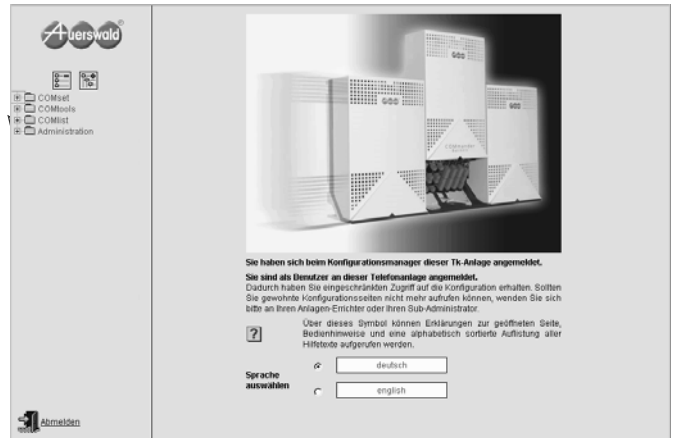 Auerswald
COMset
COMtools
COMlist
Administration
Sie haben sich beim Konfigurationsmanager dieser Tk-Anlage angemeldet.
Sie sind als Benutzer an dieser Telefonanlage angemeldet.
Dadurch haben Sie eingeschränkten Zugriff auf die Konfiguration erhalten. Sollten
Sie gewohnte Konfigurationsseiten nicht mehr aufrufen können, wenden Sie sich
bitte an Ihren Anlagen-Errichter oder Ihren Sub-Administrator.
?
Über dieses Symbol können Erklärungen zur geöffneten Seite,
Bedienhinweise und eine alphabetisch sortierte Auflistung aller
Hilfetexte aufgerufen werden.
Sprache
auswählen
deutsch
english
Abmelden